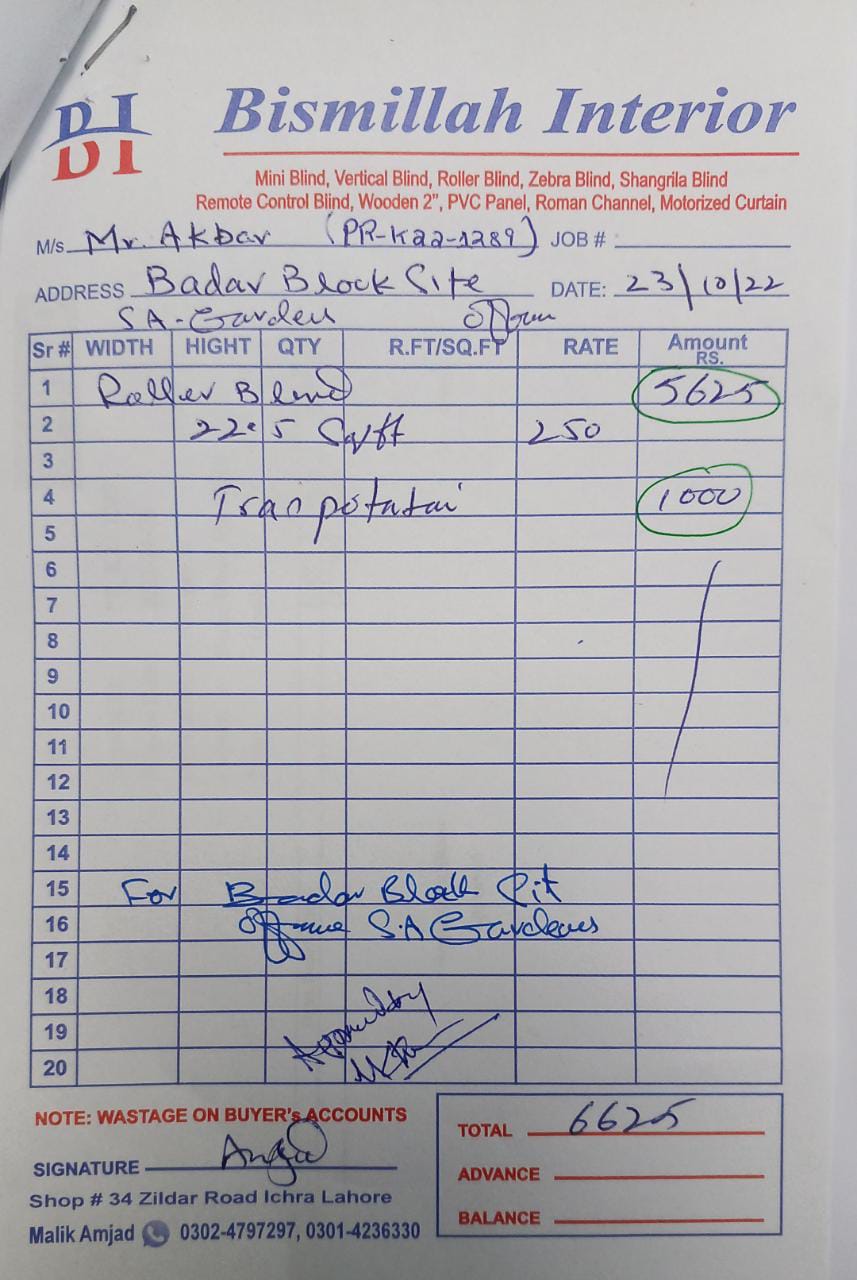 BI
Bismillah Interior
Mini Blind, Vertical Blind, Roller Blind, Zebra Blind, Shangrila Blind
Remote Control Blind, Wooden 2", PVC Panel, Roman Channel, Motorized Curtain
M/s. Mr. Akbar (PR-K22-1289) JOB #
ADDRESS Badar Block Site DATE: 23/10/22
SA-Garden
Sr # WIDTH HIGHT QTY R.FT/SQ.FT RATE Amount RS.
1 Roller Blend 5625
2 22.5 Sqft 250
3
4 Tranpotatai 1000
5
6
7
8
9
10
11
12
13
14
15 For Badar Block Sit
16 S.A Gardens
17
18
19
20
NOTE: WASTAGE ON BUYER's ACCOUNTS
TOTAL 6625
SIGNATURE Amjad
ADVANCE
Shop # 34 Zildar Road Ichra Lahore
BALANCE
Malik Amjad 0302-4797297, 0301-4236330